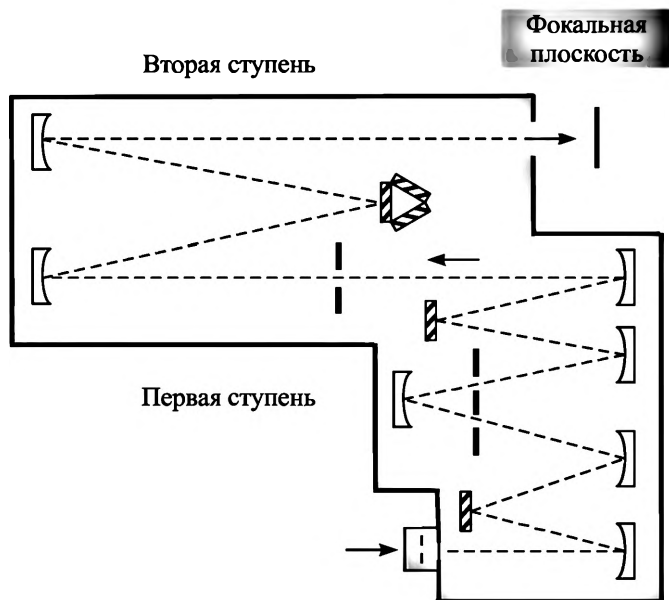 Фокальная
плоскость
Вторая ступень
Первая ступень